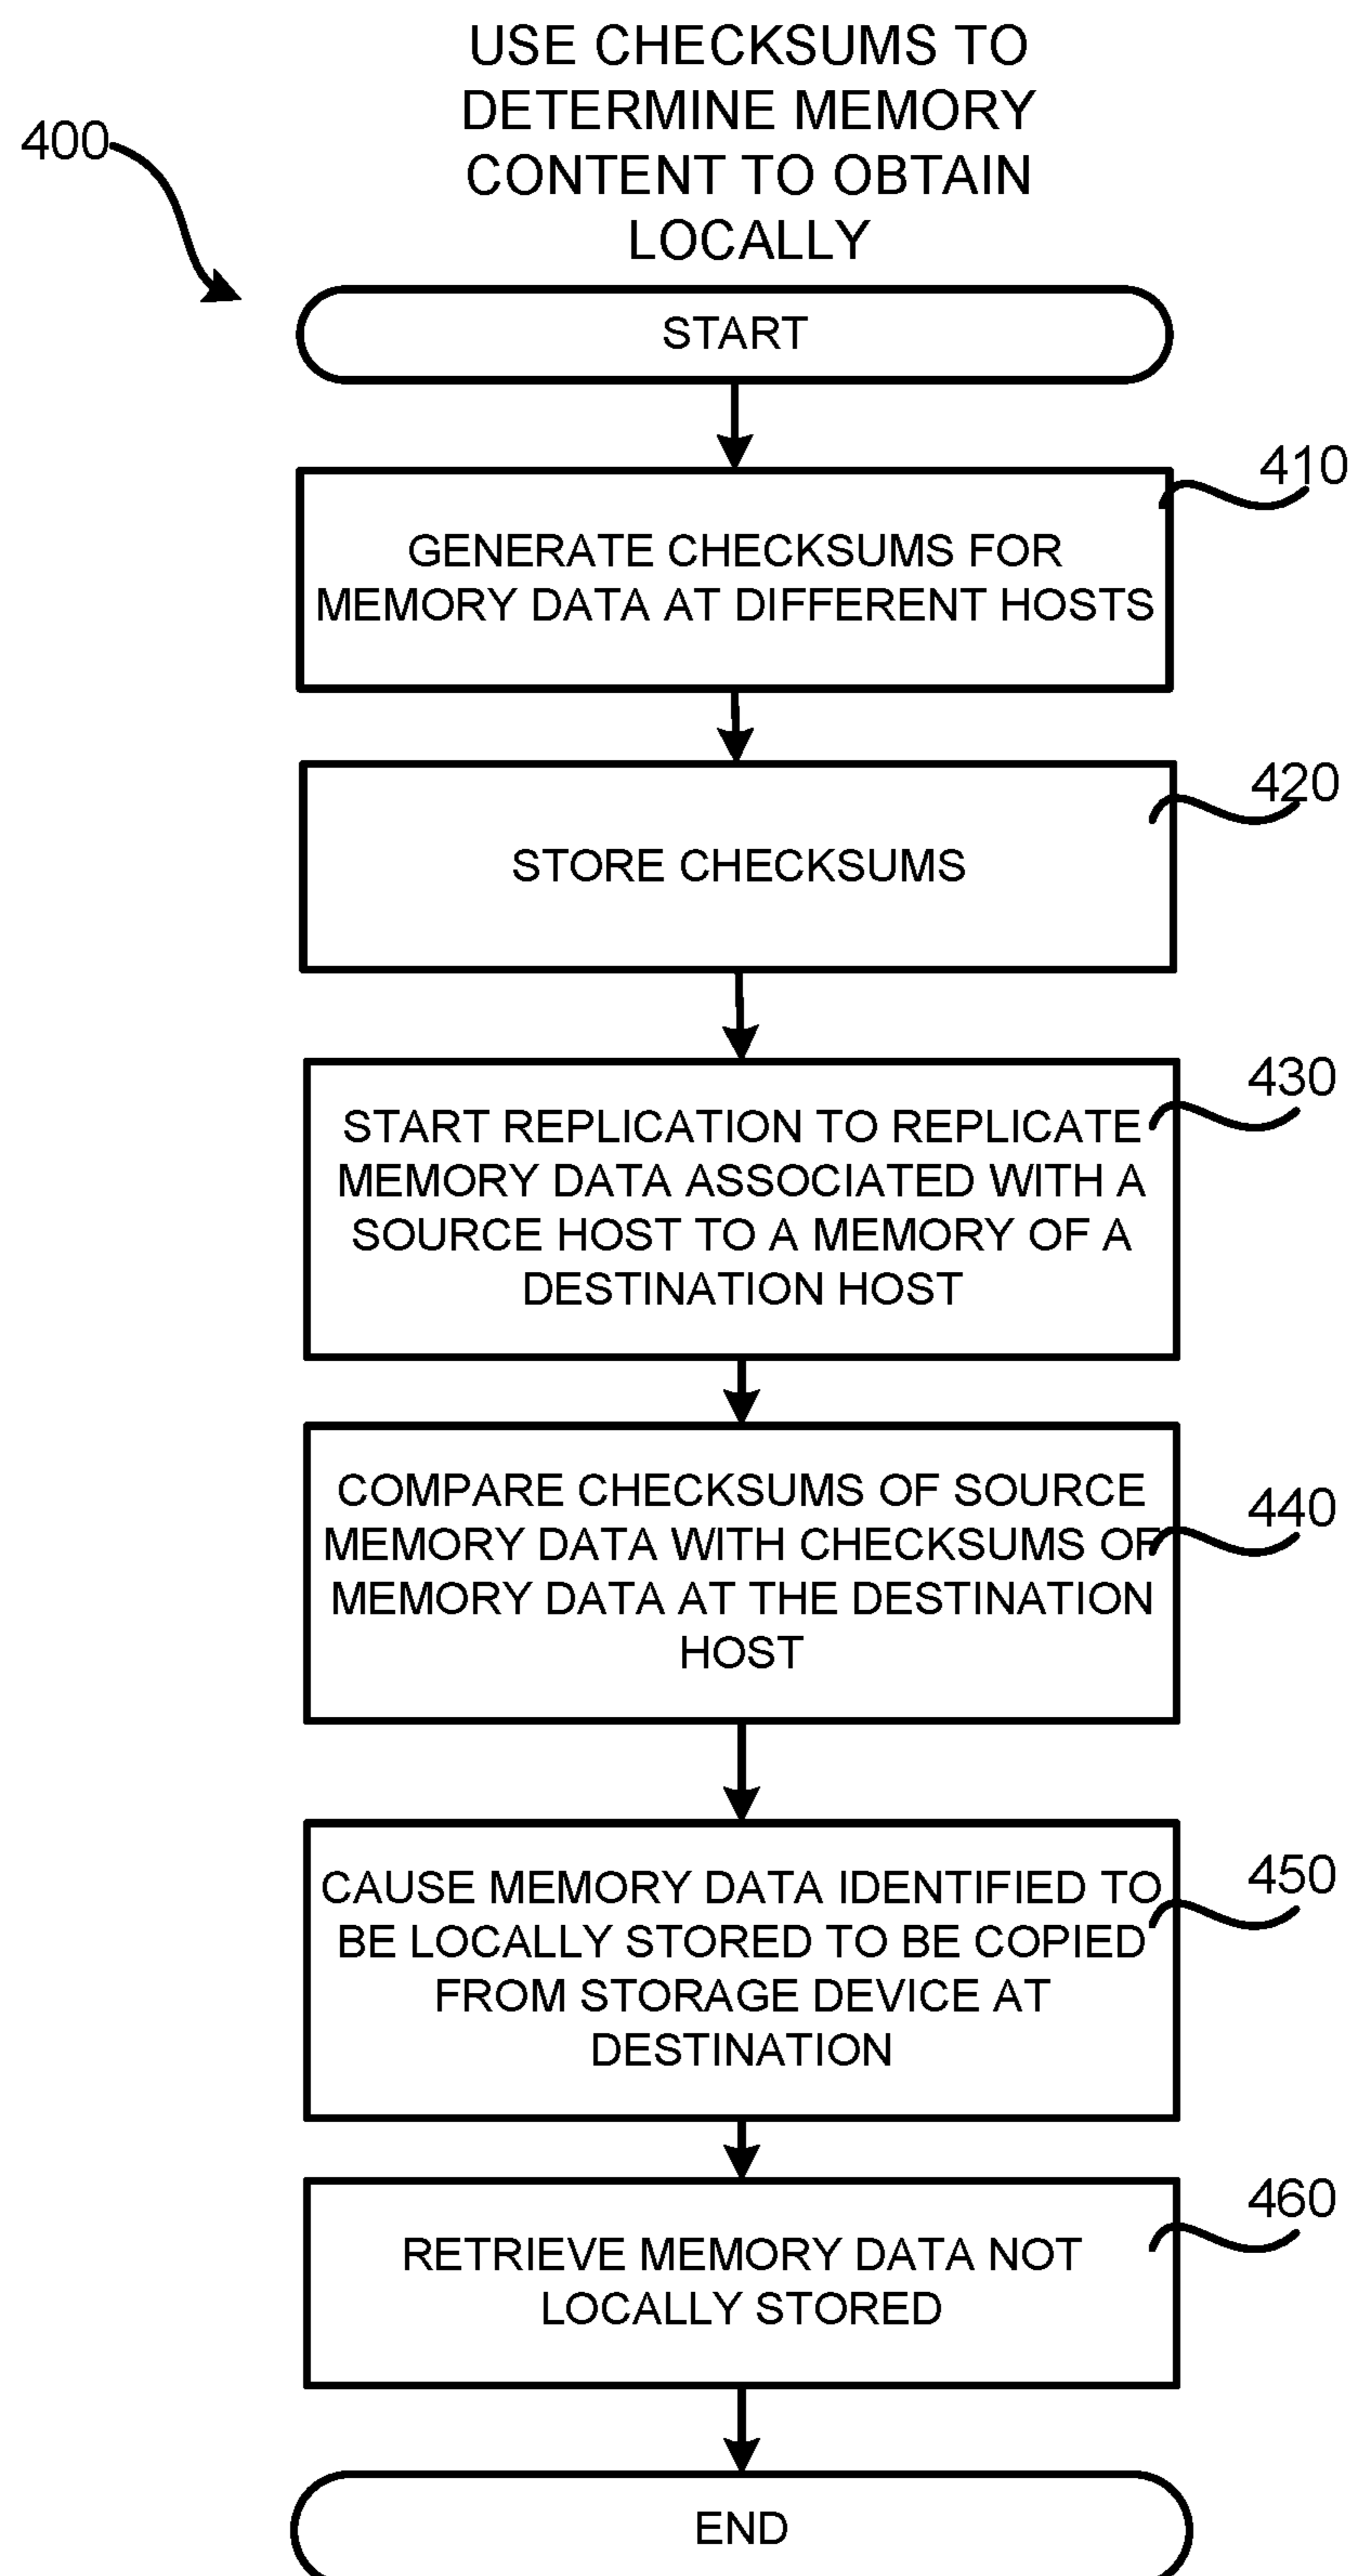 USE CHECKSUMS TO
DETERMINE MEMORY
CONTENT TO OBTAIN
LOCALLY
400
START
410
GENERATE CHECKSUMS FOR
MEMORY DATA AT DIFFERENT HOSTS
420
STORE CHECKSUMS
430
START REPLICATION TO REPLICATE
MEMORY DATA ASSOCIATED WITH A
SOURCE HOST TO A MEMORY OF A
DESTINATION HOST
440
COMPARE CHECKSUMS OF SOURCE
MEMORY DATA WITH CHECKSUMS OF
MEMORY DATA AT THE DESTINATION
HOST
450
CAUSE MEMORY DATA IDENTIFIED TO
BE LOCALLY STORED TO BE COPIED
FROM STORAGE DEVICE AT
DESTINATION
460
RETRIEVE MEMORY DATA NOT
LOCALLY STORED
END